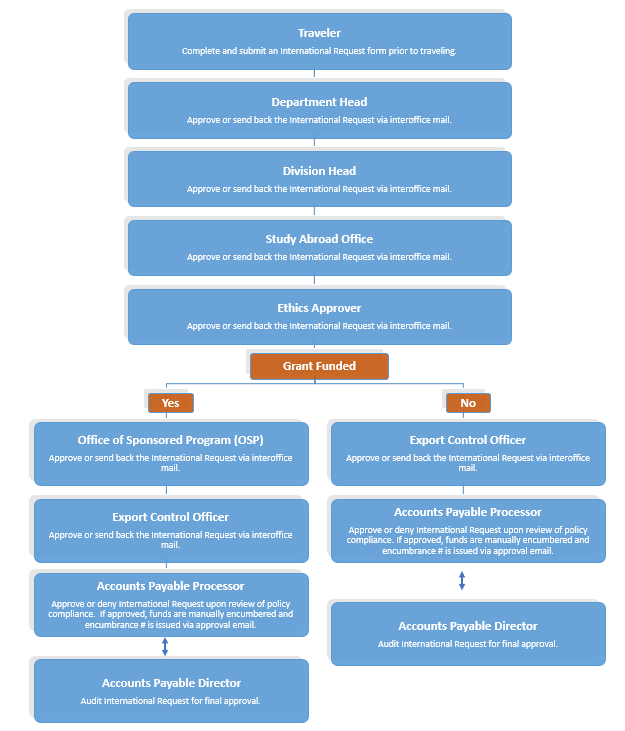 Traveler
Complete and submit an International Request form prior to traveling.
Department Head
Approve or send back the International Request via interoffice mail.
Division Head
Approve or send back the International Request via interoffice mail.
Study Abroad Office
Approve or send back the International Request via interoffice mail.
Ethics Approver
Approve or send back the International Request via interoffice mail.
Grant Funded
Yes
Office of Sponsored Program (OSP)
Approve or send back the International Request via interoffice
mail.
Export Control Officer
Approve or send back the International Request via interoffice
mail.
Accounts Payable Processor
Approve or deny International Request upon review of policy
compliance. If approved, funds are manually encumbered and
encumbrance # is issued via approval email.
Accounts Payable Director
Audit International Request for final approval.
No
Export Control Officer
Approve or send back the International Request via interoffice
mail.
Accounts Payable Processor
Approve or deny International Request upon review of policy
compliance. If approved, funds are manually encumbered and
encumbrance # is issued via approval email.
Accounts Payable Director
Audit International Request for final approval.